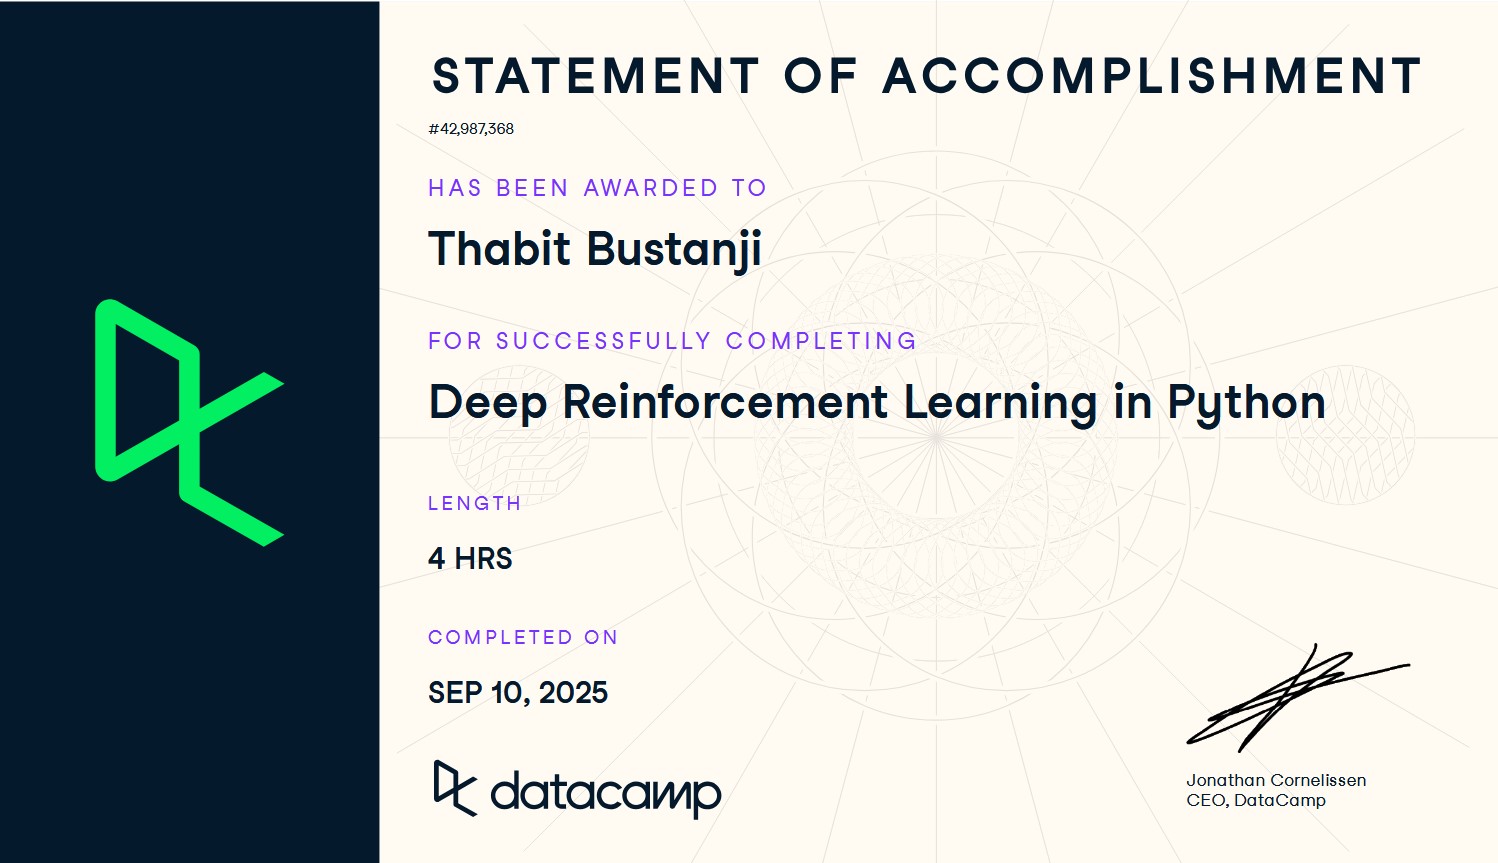 STATEMENT OF ACCOMPLISHMENT
#42,987,368
HAS BEEN AWARDED TO
Thabit Bustanji
FOR SUCCESSFULLY COMPLETING
Deep Reinforcement Learning in Python
LENGTH
4 HRS
COMPLETED ON
SEP 10, 2025
datacamp
Jonathan Cornelissen
CEO, DataCamp